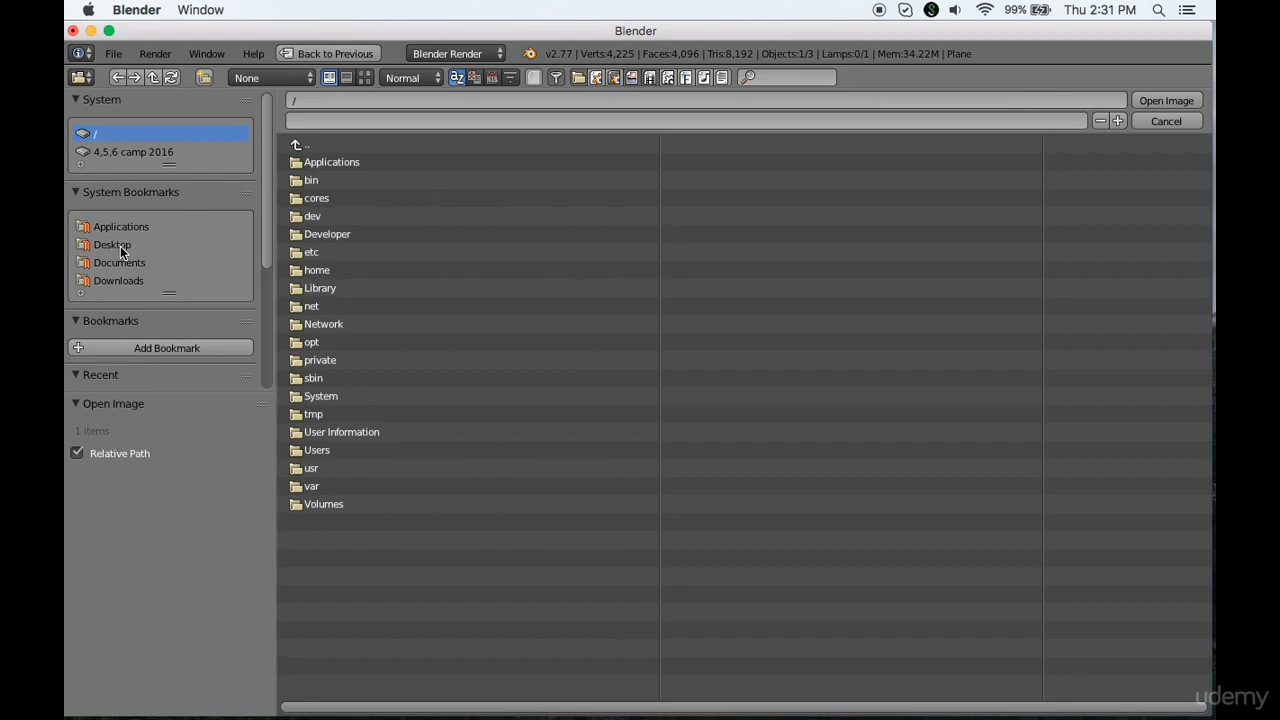 Blender Window 99% Thu 2:31 PM
Blender
File Render Window Help Back to Previous Blender Render v2.77 | Verts:4,225 | Faces:4,096 | Tris:8,192 | Objects:1/3 | Lamps:0/1 | Mem:34.22M | Plane
None Normal
System
/
4,5,6 camp 2016
System Bookmarks
Applications
Desktop
Documents
Downloads
Bookmarks
Add Bookmark
Recent
Open Image
1 items
Relative Path
/ Open Image
Cancel
..
Applications
bin
cores
dev
Developer
etc
home
Library
net
Network
opt
private
sbin
System
tmp
User Information
Users
usr
var
Volumes
udemy